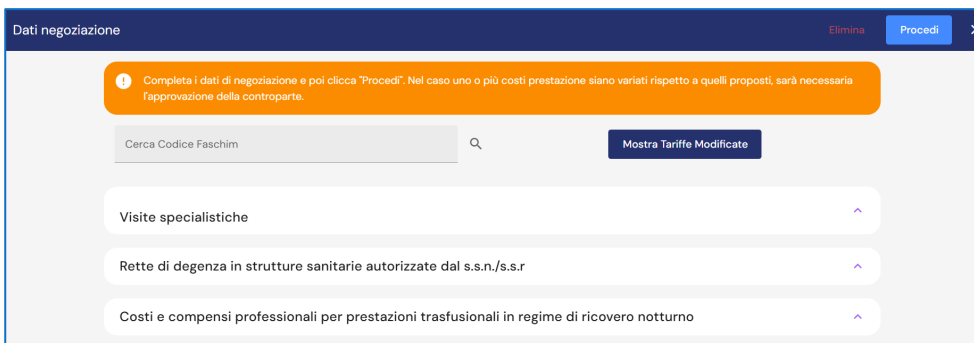 Dati negoziazione
Elimina
Procedi
Completa i dati di negoziazione e poi clicca "Procedi". Nel caso uno o più costi prestazione siano variati rispetto a quelli proposti, sarà necessaria
l'approvazione della controparte.
Cerca Codice Faschim
Mostra Tariffe Modificate
Visite specialistiche
Rette di degenza in strutture sanitarie autorizzate dal s.s.n./s.s.r
Costi e compensi professionali per prestazioni trasfusionali in regime di ricovero notturno